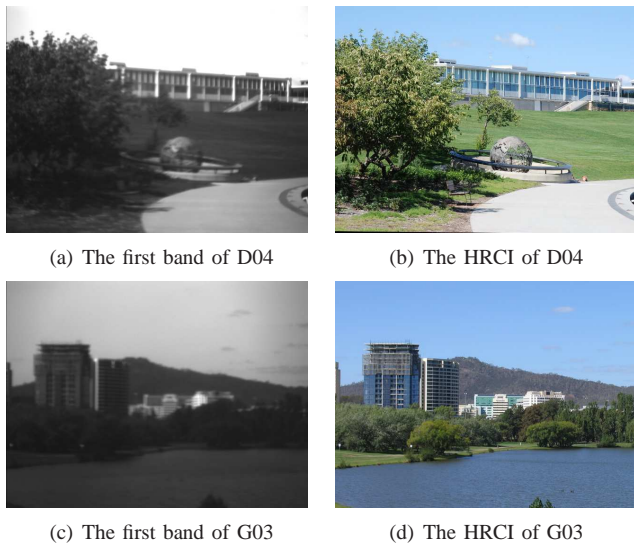 (a) The first band of D04
(b) The HRCI of D04
(c) The first band of G03
(d) The HRCI of G03